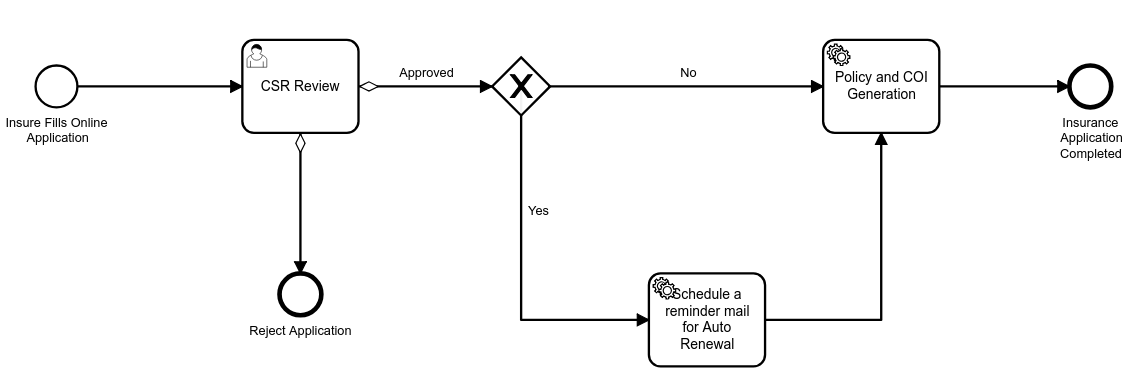 CSR Review
Approved
No
Policy and COI
Generation
Insure Fills Online
Application
Insurance
Application
Completed
Yes
Reject Application
Schedule a
reminder mail
for Auto
Renewal